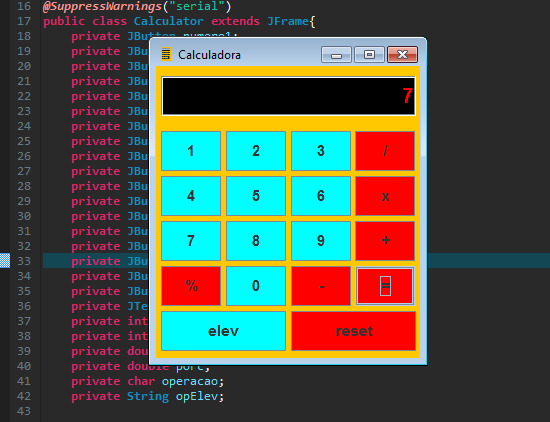 16 @SuppressWarnings("serial")
17 public class Calculator extends JFrame{
18 private JButton numero1;
19 private JBu
20 private JBu
21 private JBu
22 private JBu
23 private JBu
24 private JBu
25 private JBu
26 private JBu
27 private JBu
28 private JBu
29 private JBu
30 private JBu
31 private JBu
32 private JBu
33 private JBu
34 private JBu
35 private JBu
36 private JTe
37 private int
38 private int
39 private dou
40 private double porc;
41 private char operacao;
42 private String opElev;
43
Calculadora
7
1 2 3 /
4 5 6 x
7 8 9 +
% 0 - =
elev reset